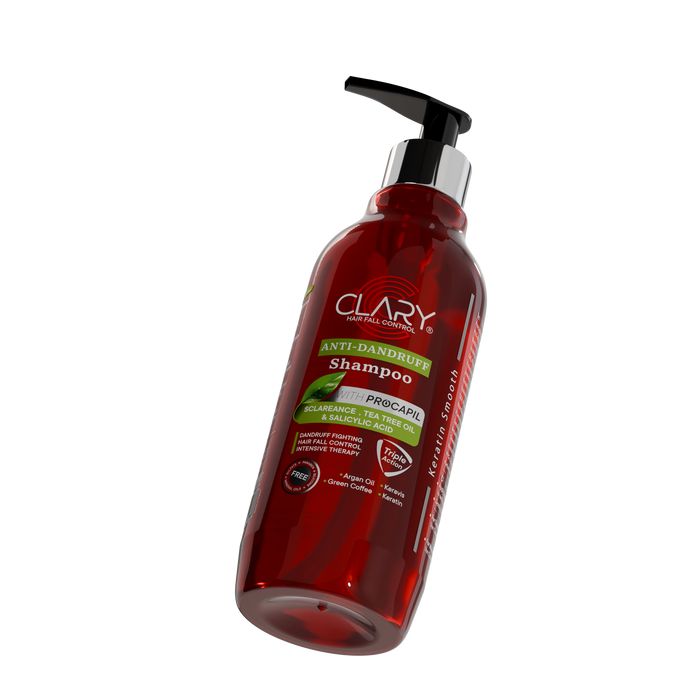 CLARY®
HAIR FALL CONTROL
ANTI-DANDRUFF
Shampoo
WITH PROCAPIL
SCLAREANCE . TEA TREE OIL
& SALICYLIC ACID
DANDRUFF FIGHTING
HAIR FALL CONTROL
INTENSIVE THERAPY
Triple
Action
FREE
Argan Oil
Keravis
Green Coffee
Keratin
Keratin Smooth